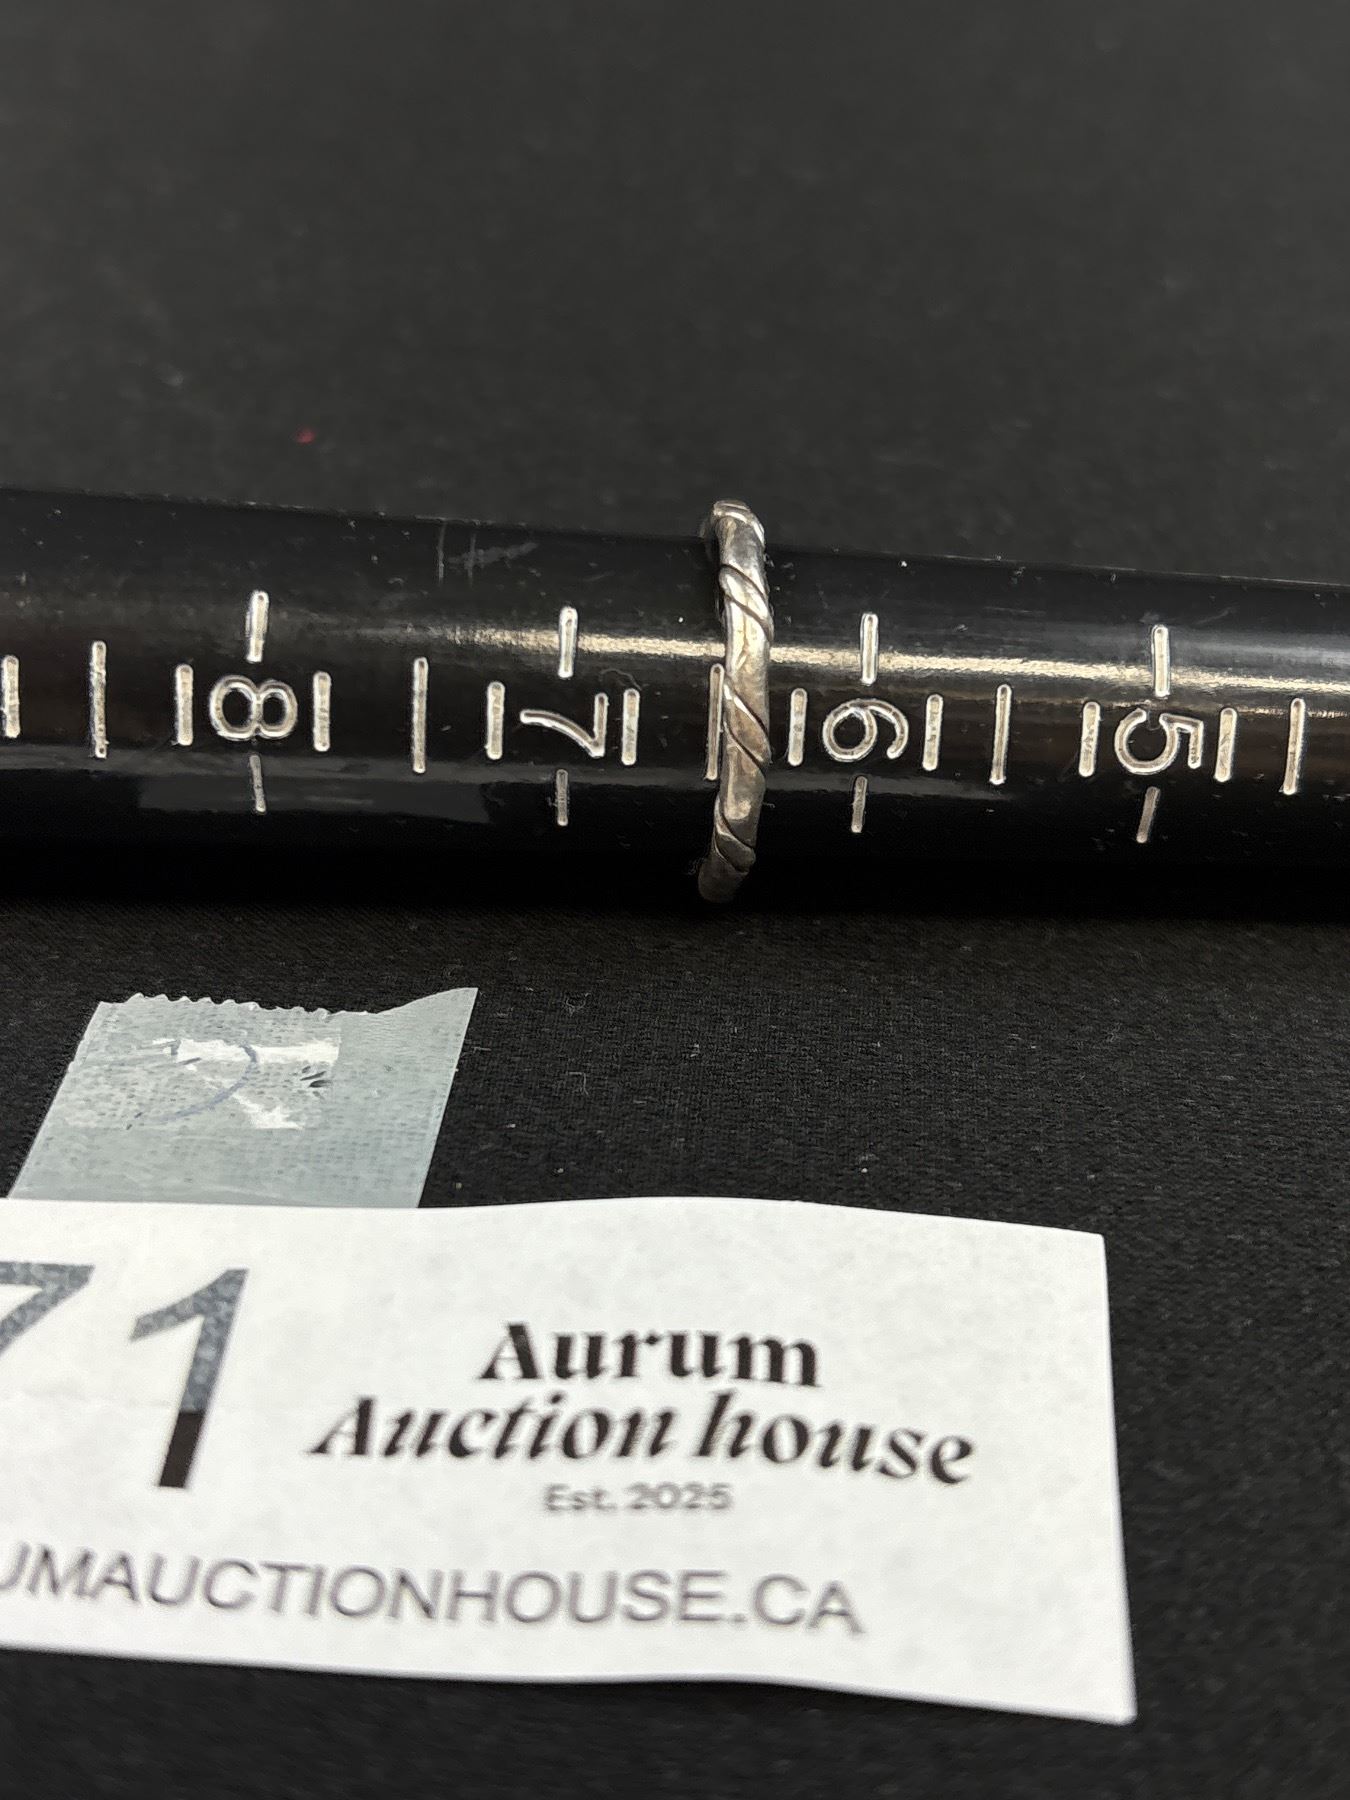 8 7 6 5
71
Aurum
Auction house
Est. 2025
UMAUCTIONHOUSE.CA